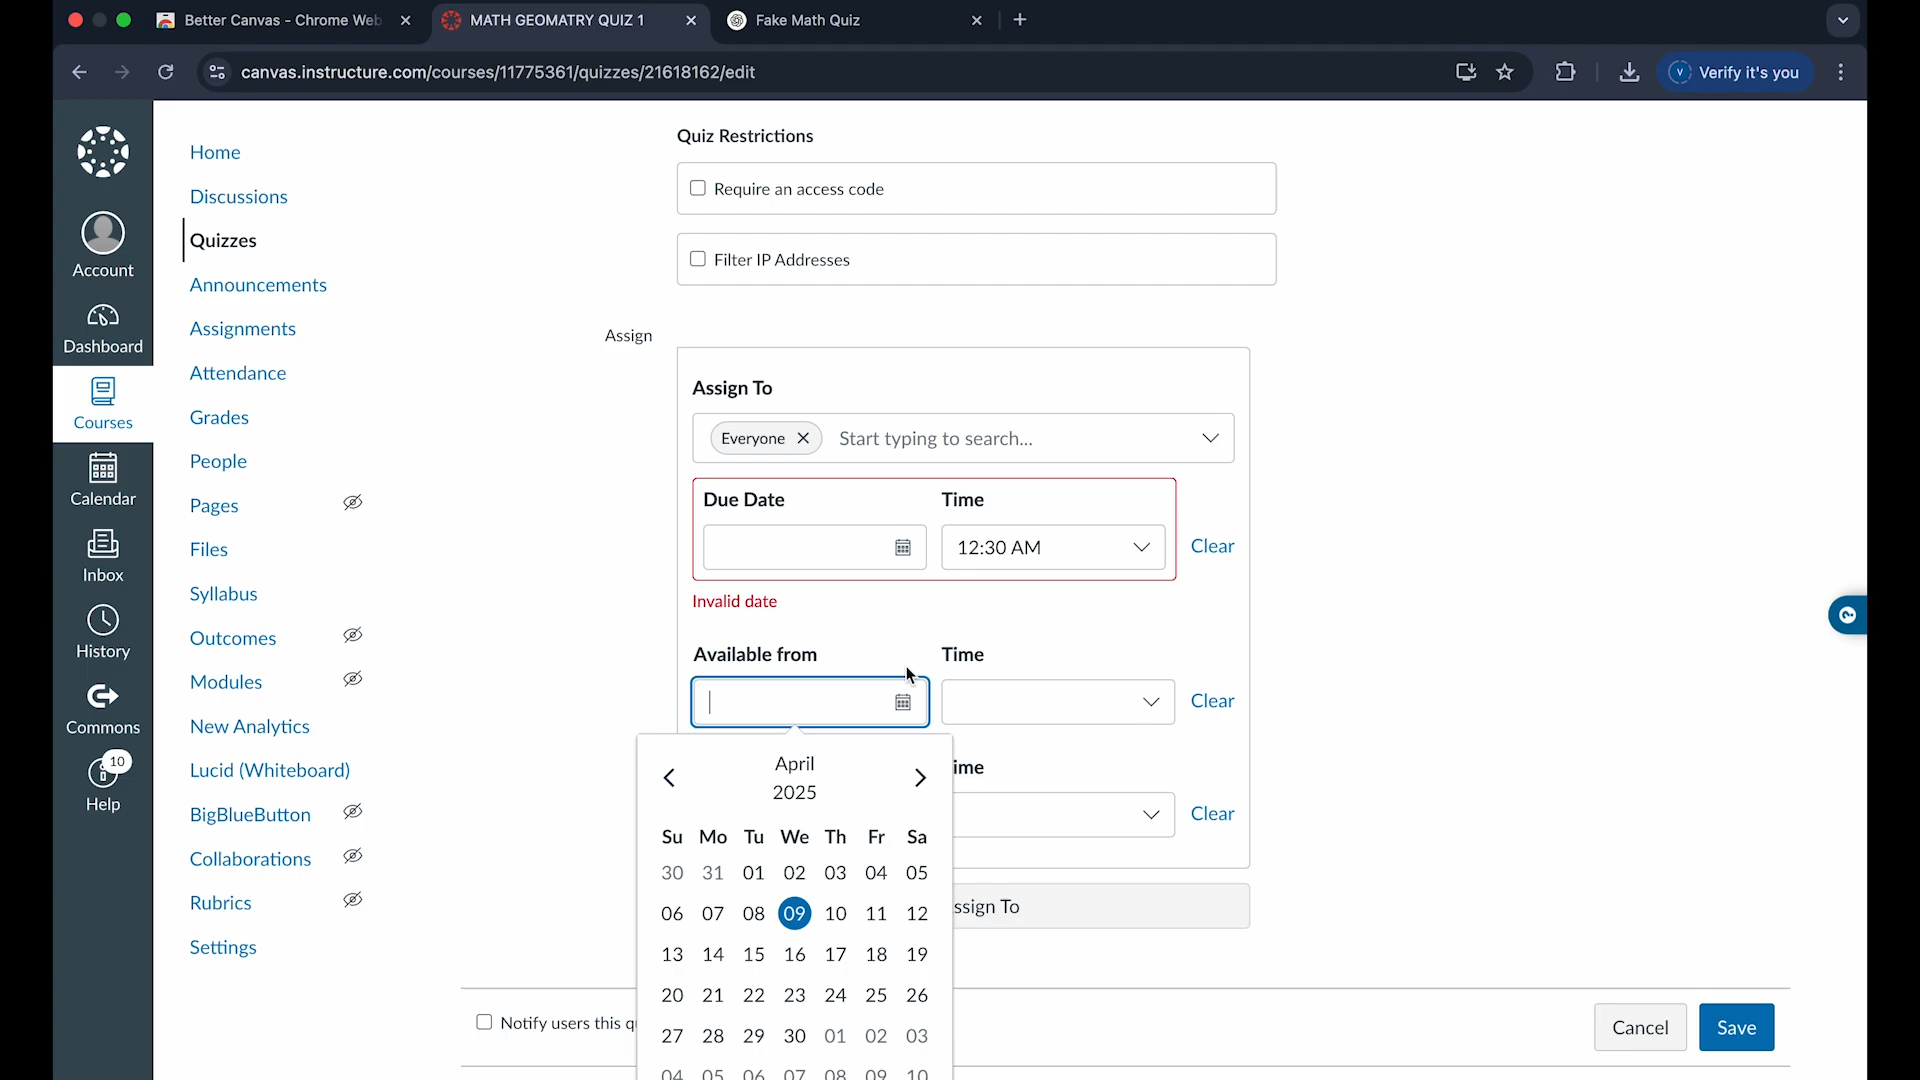 Better Canvas - Chrome Web
MATH GEOMATRY QUIZ 1
Fake Math Quiz
canvas.instructure.com/courses/11775361/quizzes/21618162/edit
V
Verify it's you
Account
Dashboard
Courses
Calendar
Inbox
History
Commons
10
Help
Home
Discussions
Quizzes
Announcements
Assignments
Attendance
Grades
People
Pages
Files
Syllabus
Outcomes
Modules
New Analytics
Lucid (Whiteboard)
BigBlueButton
Collaborations
Rubrics
Settings
Quiz Restrictions
Require an access code
Filter IP Addresses
Assign
Assign To
Everyone
Start typing to search...
Due Date Time
12:30 AM
Clear
Invalid date
Available from Time
Clear
ime
Clear
April
2025
Su Mo Tu We Th Fr Sa
30 31 01 02 03 04 05
06 07 08 09 10 11 12
13 14 15 16 17 18 19
20 21 22 23 24 25 26
27 28 29 30 01 02 03
04 05 06 07 08 09 10
ssign To
Notify users this q
Cancel
Save